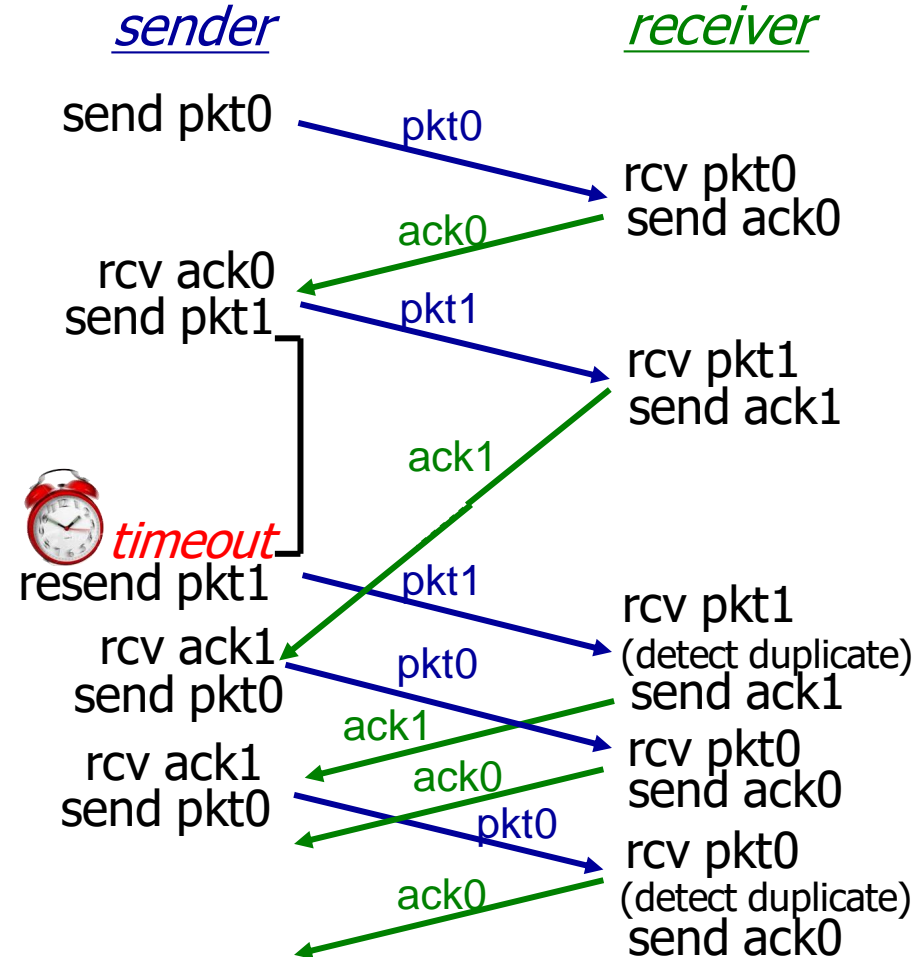 sender
receiver
send pkt0
pkt0
rcv pkt0
send ack0
ack0
rcv ack0
send pkt1
pkt1
rcv pkt1
send ack1
ack1
timeout
resend pkt1
pkt1
rcv pkt1
(detect duplicate)
send ack1
rcv ack1
send pkt0
pkt0
ack1
rcv pkt0
send ack0
rcv ack1
send pkt0
ack0
pkt0
rcv pkt0
(detect duplicate)
send ack0
ack0